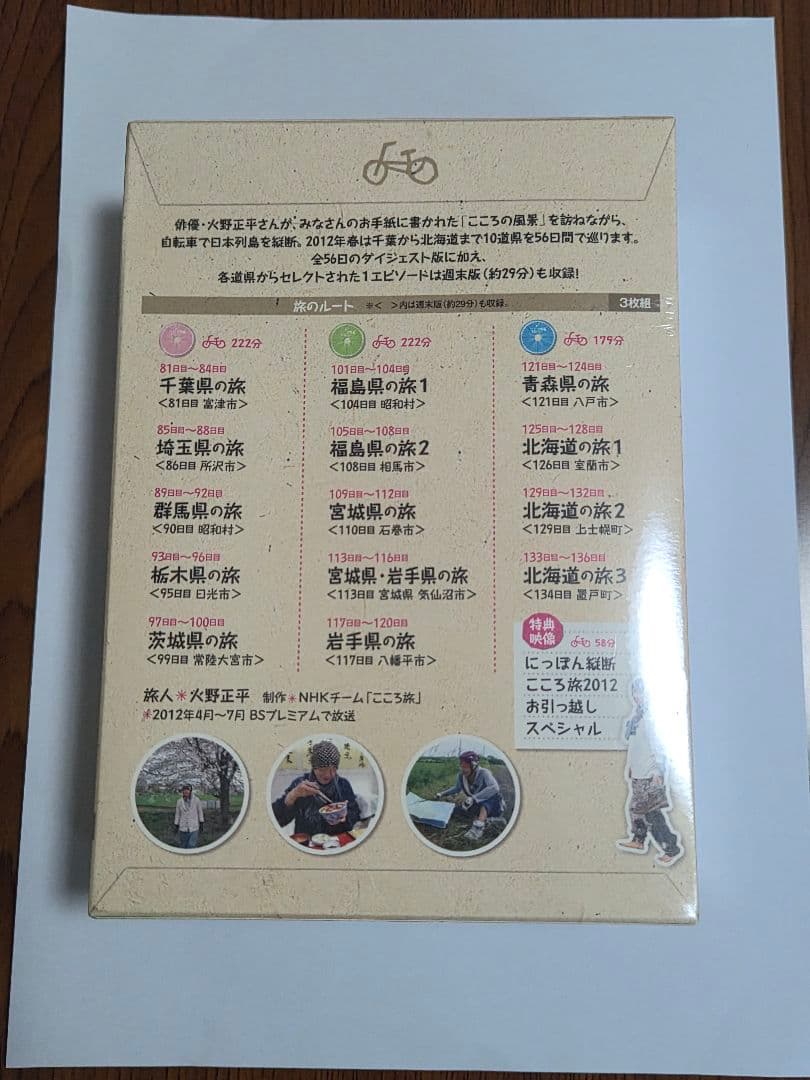 俳優・火野正平さんが、みなさんのお手紙に書かれた「こころの風景」を訪ねながら、
自転車で日本列島を縦断。2012年春は千葉から北海道まで10道県を56日間で巡ります。
全56日のダイジェスト版に加え、
各道県からセレクトされた1エピソードは週末版(約29分)も収録!
旅のルート ※< >内は週末版(約29分)も収録。 3枚組
222分
81日目〜84日目
千葉県の旅
<81日目 富津市>
85日目〜88日目
埼玉県の旅
<86日目 所沢市>
89日目〜92日目
群馬県の旅
<90日目 昭和村>
93日目〜96日目
栃木県の旅
<95日目 日光市>
97日目〜100日目
茨城県の旅
<99日目 常陸大宮市>
222分
101日目〜104日目
福島県の旅1
<104日目 昭和村>
105日目〜108日目
福島県の旅2
<108日目 相馬市>
109日目〜112日目
宮城県の旅
<110日目 石巻市>
113日目〜116日目
宮城県・岩手県の旅
<113日目 宮城県 気仙沼市>
117日目〜120日目
岩手県の旅
<117日目 八幡平市>
179分
121日目〜124日目
青森県の旅
<121日目 八戸市>
125日目〜128日目
北海道の旅1
<126日目 室蘭市>
129日目〜132日目
北海道の旅2
<129日目 上士幌町>
133日目〜136日目
北海道の旅3
<134日目 置戸町>
特典
映像
58分
にっぽん縦断
こころ旅2012
お引っ越し
スペシャル
旅人✳火野正平 制作✳NHKチーム「こころ旅」
✳2012年4月〜7月 BSプレミアムで放送